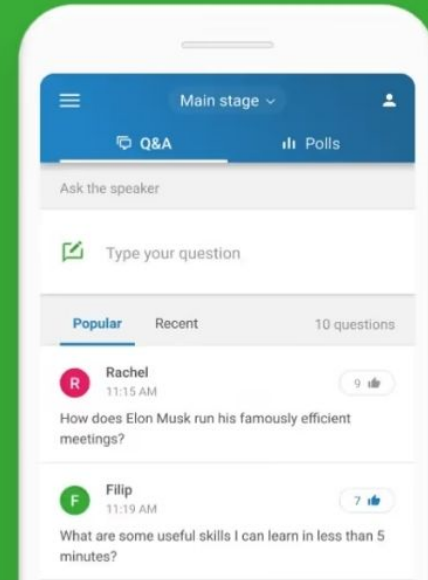 Main stage
Q&A
Polls
Ask the speaker
Type your question
Popular
Recent
10 questions
R
Rachel
11:15 AM
9
How does Elon Musk run his famously efficient
meetings?
F
Filip
11:19 AM
7
What are some useful skills I can learn in less than 5
minutes?